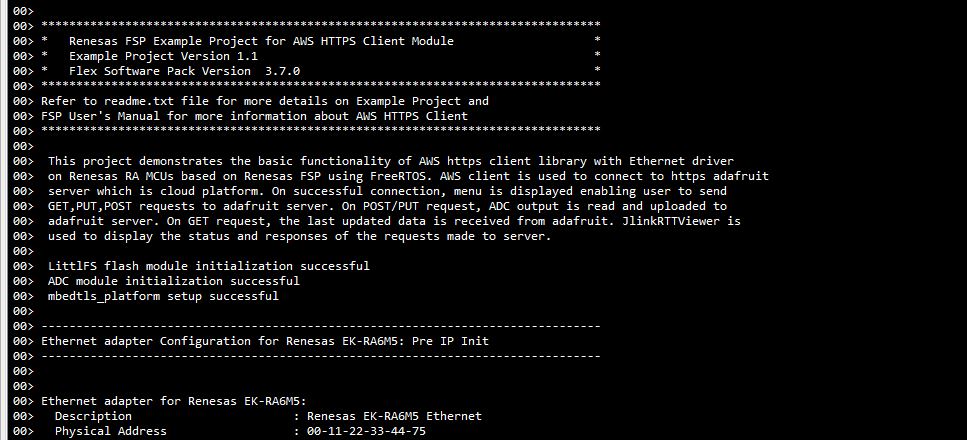 00>
00> ********************************************************************************
00> *   Renesas FSP Example Project for AWS HTTPS Client Module                    *
00> *   Example Project Version 1.1                                                *
00> *   Flex Software Pack Version  3.7.0                                          *
00> ********************************************************************************
00> Refer to readme.txt file for more details on Example Project and
00> FSP User's Manual for more information about AWS HTTPS Client
00> ********************************************************************************
00>
00>  This project demonstrates the basic functionality of AWS https client library with Ethernet driver
00>  on Renesas RA MCUs based on Renesas FSP using FreeRTOS. AWS client is used to connect to https adafruit
00>  server which is cloud platform. On successful connection, menu is displayed enabling user to send
00>  GET,PUT,POST requests to adafruit server. On POST/PUT request, ADC output is read and uploaded to
00>  adafruit server. On GET request, the last updated data is received from adafruit. JlinkRTTViewer is
00>  used to display the status and responses of the requests made to server.
00>
00>  LittlFS flash module initialization successful
00>  ADC module initialization successful
00>  mbedtls_platform setup successful
00>
00> --------------------------------------------------------------------------------
00> Ethernet adapter Configuration for Renesas EK-RA6M5: Pre IP Init
00> --------------------------------------------------------------------------------
00>
00>
00> Ethernet adapter for Renesas EK-RA6M5:
00>   Description                       : Renesas EK-RA6M5 Ethernet
00>   Physical Address                  : 00-11-22-33-44-75